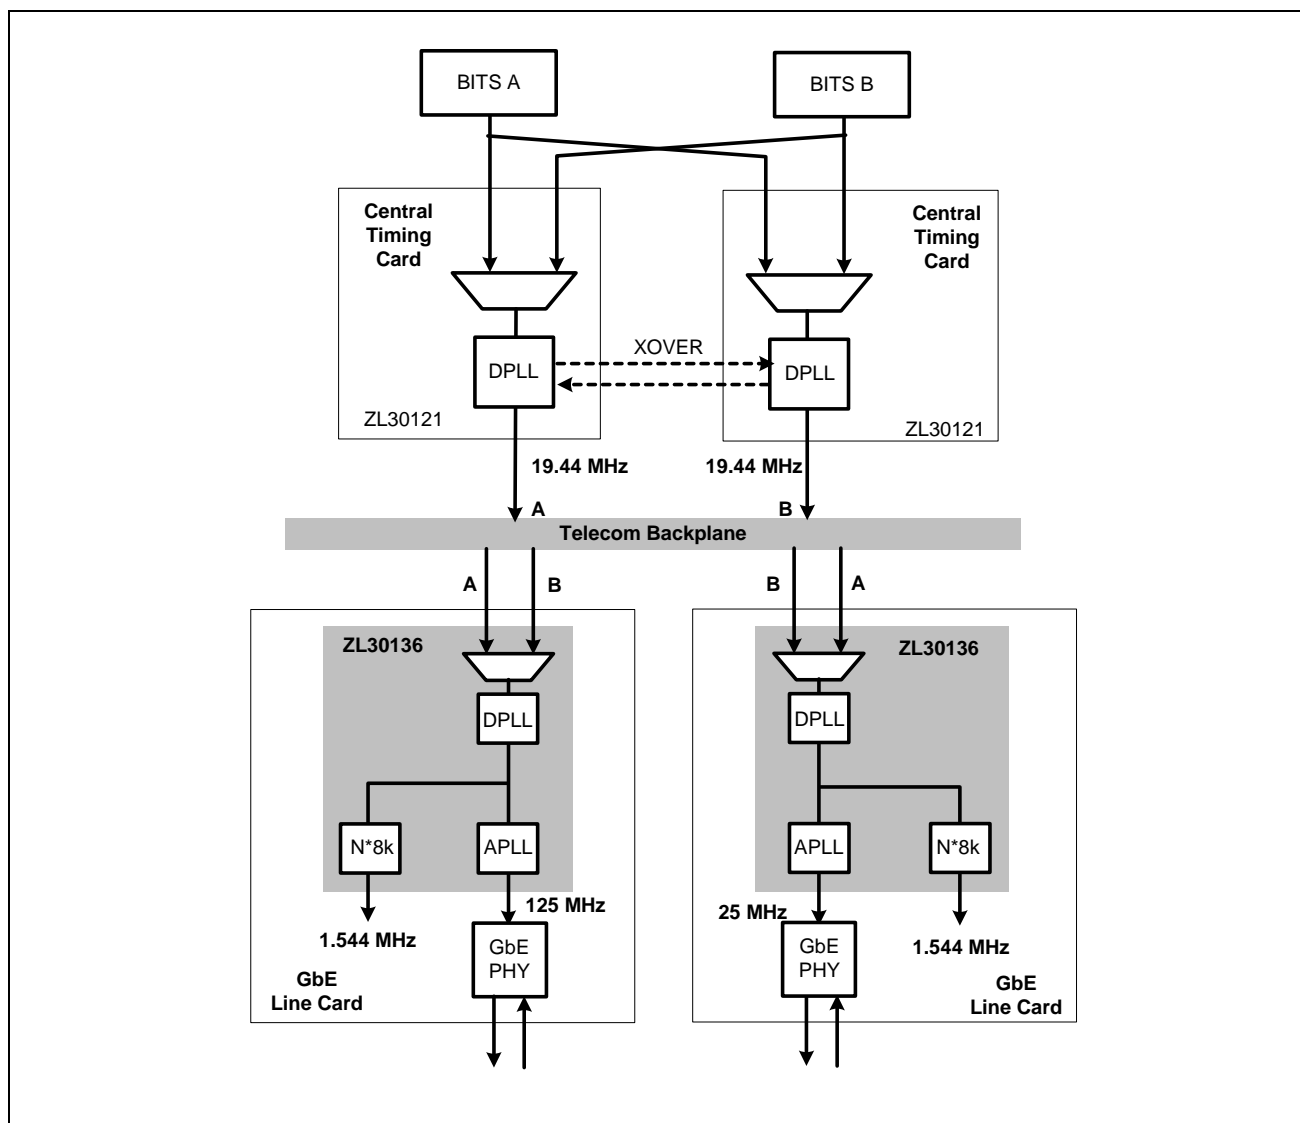 BITS A
BITS B
Central
Timing
Card
Central
Timing
Card
XOVER
DPLL
DPLL
ZL30121
ZL30121
19.44 MHz
19.44 MHz
A
B
Telecom Backplane
A
B
B
A
ZL30136
ZL30136
DPLL
DPLL
N*8k
APLL
APLL
N*8k
125 MHz
25 MHz
1.544 MHz
1.544 MHz
GbE
PHY
GbE
PHY
GbE
Line Card
GbE
Line Card